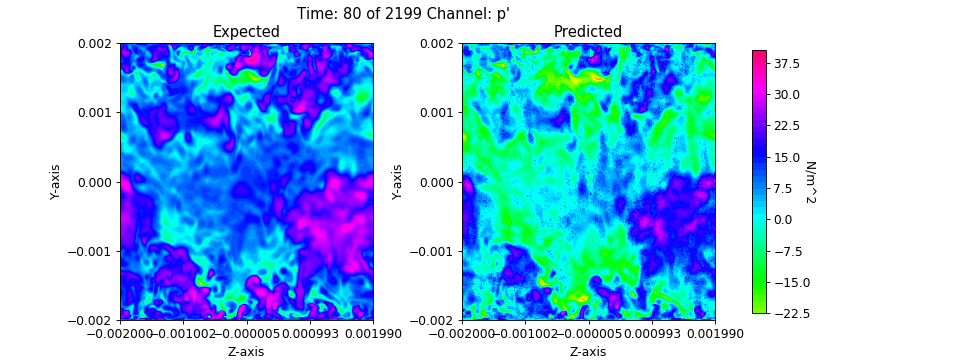 Time: 80 of 2199 Channel: p'
Expected
Predicted
0.002
0.001
0.000
−0.001
−0.002
Y-axis
−0.002000 −0.001002 −0.000005 0.000993 0.001990
Z-axis
0.002
0.001
0.000
−0.001
−0.002
Y-axis
−0.002000 −0.001002 −0.000005 0.000993 0.001990
Z-axis
37.5
30.0
22.5
15.0
7.5
0.0
−7.5
−15.0
−22.5
N/m^2